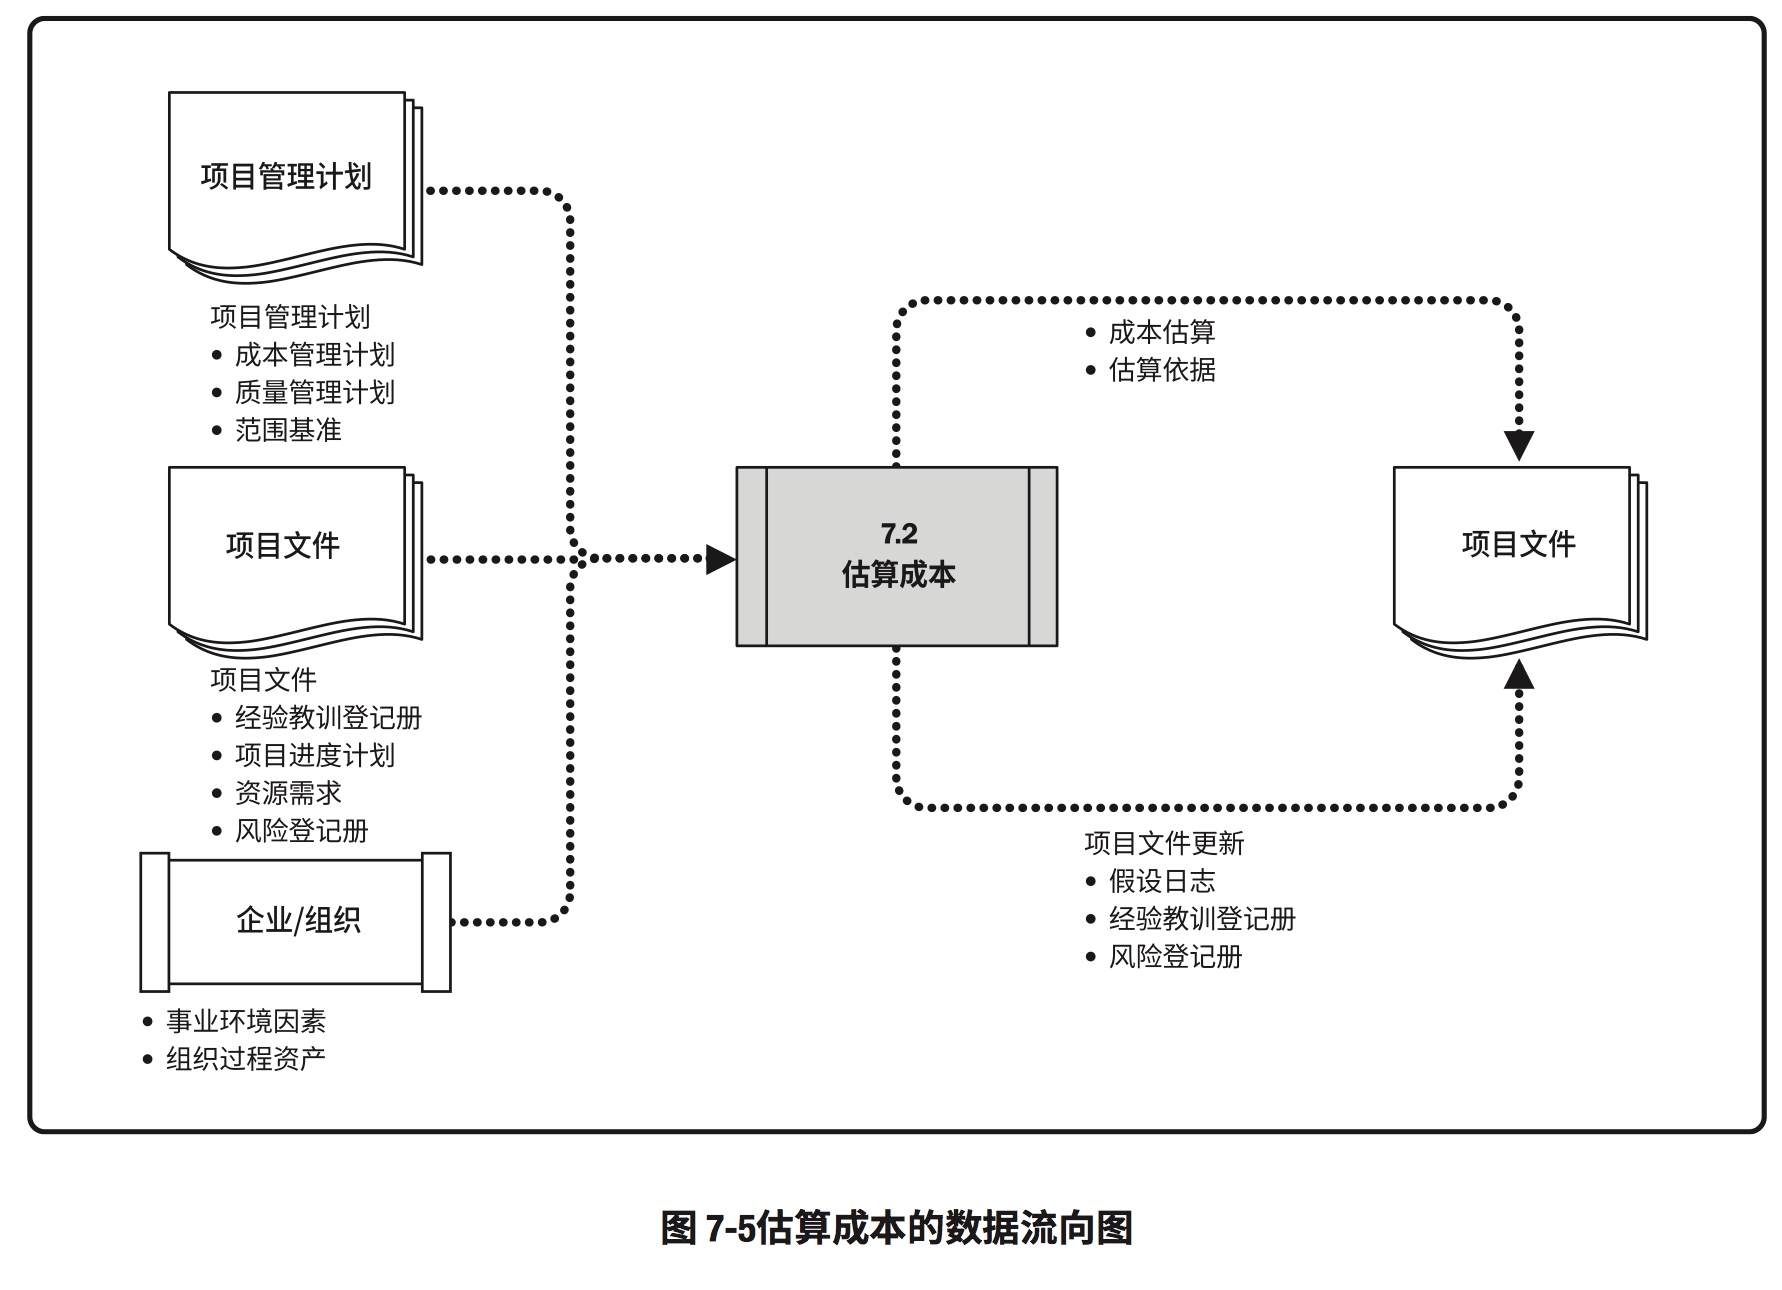 项目管理计划
项目管理计划
• 成本管理计划
• 质量管理计划
• 范围基准
项目文件
项目文件
• 经验教训登记册
• 项目进度计划
• 资源需求
• 风险登记册
企业/组织
• 事业环境因素
• 组织过程资产
7.2
估算成本
• 成本估算
• 估算依据
项目文件
项目文件更新
• 假设日志
• 经验教训登记册
• 风险登记册
图 7-5估算成本的数据流向图